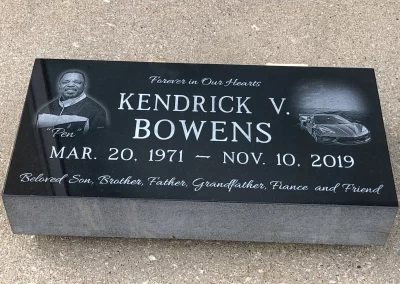 Forever in Our Hearts
KENDRICK V.
BOWENS
"Pen"
MAR. 20, 1971 – NOV. 10, 2019
Beloved Son, Brother, Father, Grandfather, Fiance and Friend